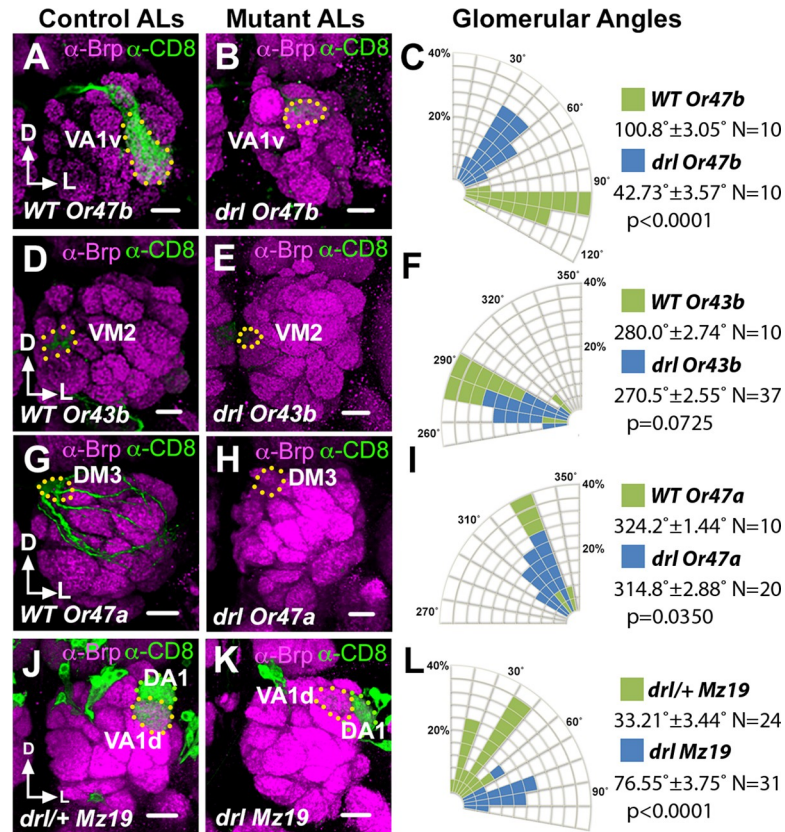 Control ALs Mutant ALs Glomerular Angles
A α-Brp α-CD8
VA1v
D
L
WT Or47b
B α-Brp α-CD8
VA1v
drl Or47b
C
40%
20%
30˚
60˚
90˚
120˚
WT Or47b
100.8˚±3.05˚ N=10
drl Or47b
42.73˚±3.57˚ N=10
p<0.0001
D α-Brp α-CD8
VM2
D
L
WT Or43b
E α-Brp α-CD8
VM2
drl Or43b
F
350˚
40%
320˚
20%
290˚
260˚
WT Or43b
280.0˚±2.74˚ N=10
drl Or43b
270.5˚±2.55˚ N=37
p=0.0725
G α-Brp α-CD8
DM3
D
L
WT Or47a
H α-Brp α-CD8
DM3
drl Or47a
I
350˚
40%
310˚
20%
270˚
WT Or47a
324.2˚±1.44˚ N=10
drl Or47a
314.8˚±2.88˚ N=20
p=0.0350
J α-Brp α-CD8
DA1
VA1d
D
L
drl/+ Mz19
K α-Brp α-CD8
VA1d
DA1
drl Mz19
L
40%
20%
30˚
60˚
90˚
drl/+ Mz19
33.21˚±3.44˚ N=24
drl Mz19
76.55˚±3.75˚ N=31
p<0.0001